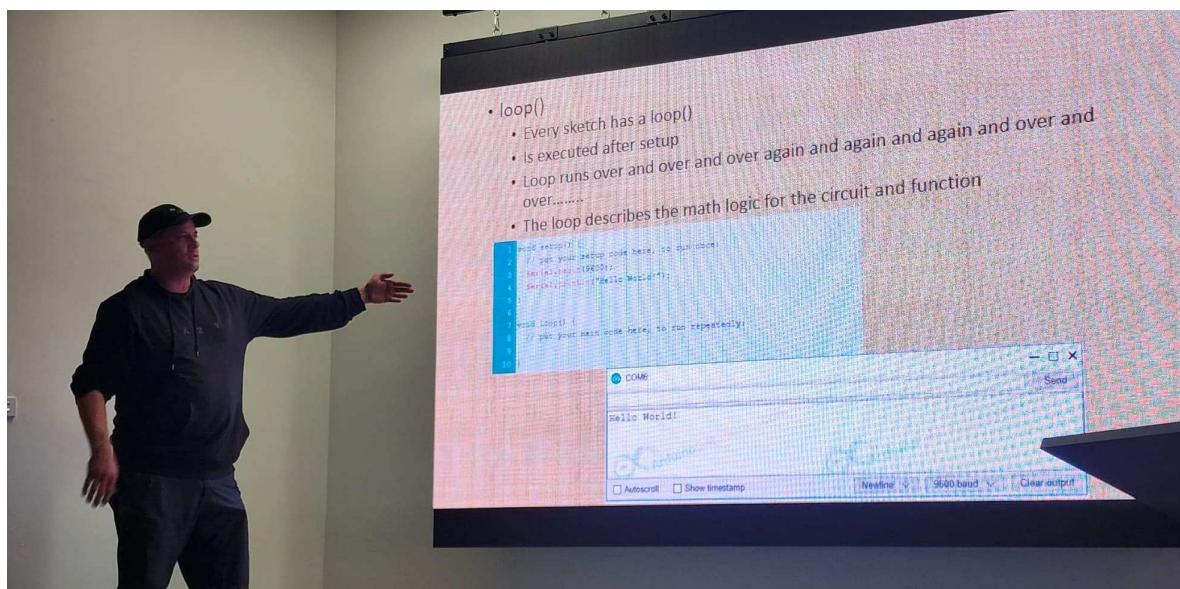 • loop()
• Every sketch has a loop()
• Is executed after setup
• Loop runs over and over and over again and again and again and over and
over........
• The loop describes the math logic for the circuit and function
1 void setup() {
2 // put your setup code here, to run once:
3 Serial.begin(9600);
4 Serial.println("Hello World!");
5 }
6
7 void loop() {
8 // put your main code here, to run repeatedly:
9
10 }
COM6
Send
Hello World!
Arduino
Autoscroll Show timestamp Newline 9600 baud Clear output